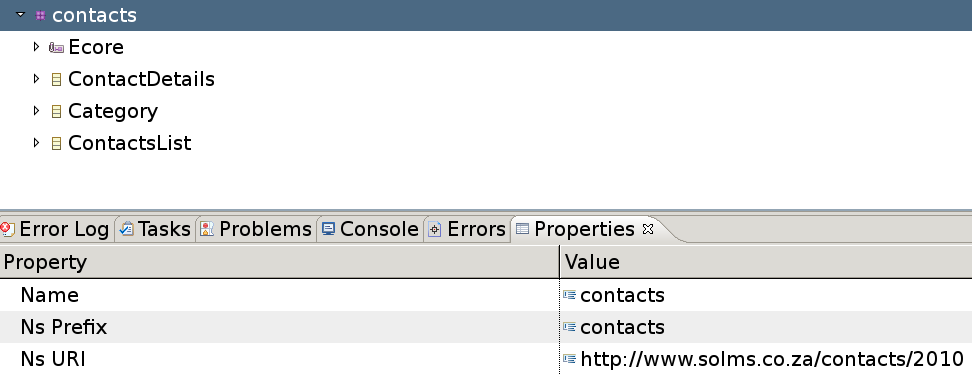 contacts
Ecore
ContactDetails
Category
ContactsList
Error Log Tasks Problems Console Errors Properties
Property Value
Name contacts
Ns Prefix contacts
Ns URI http://www.solms.co.za/contacts/2010